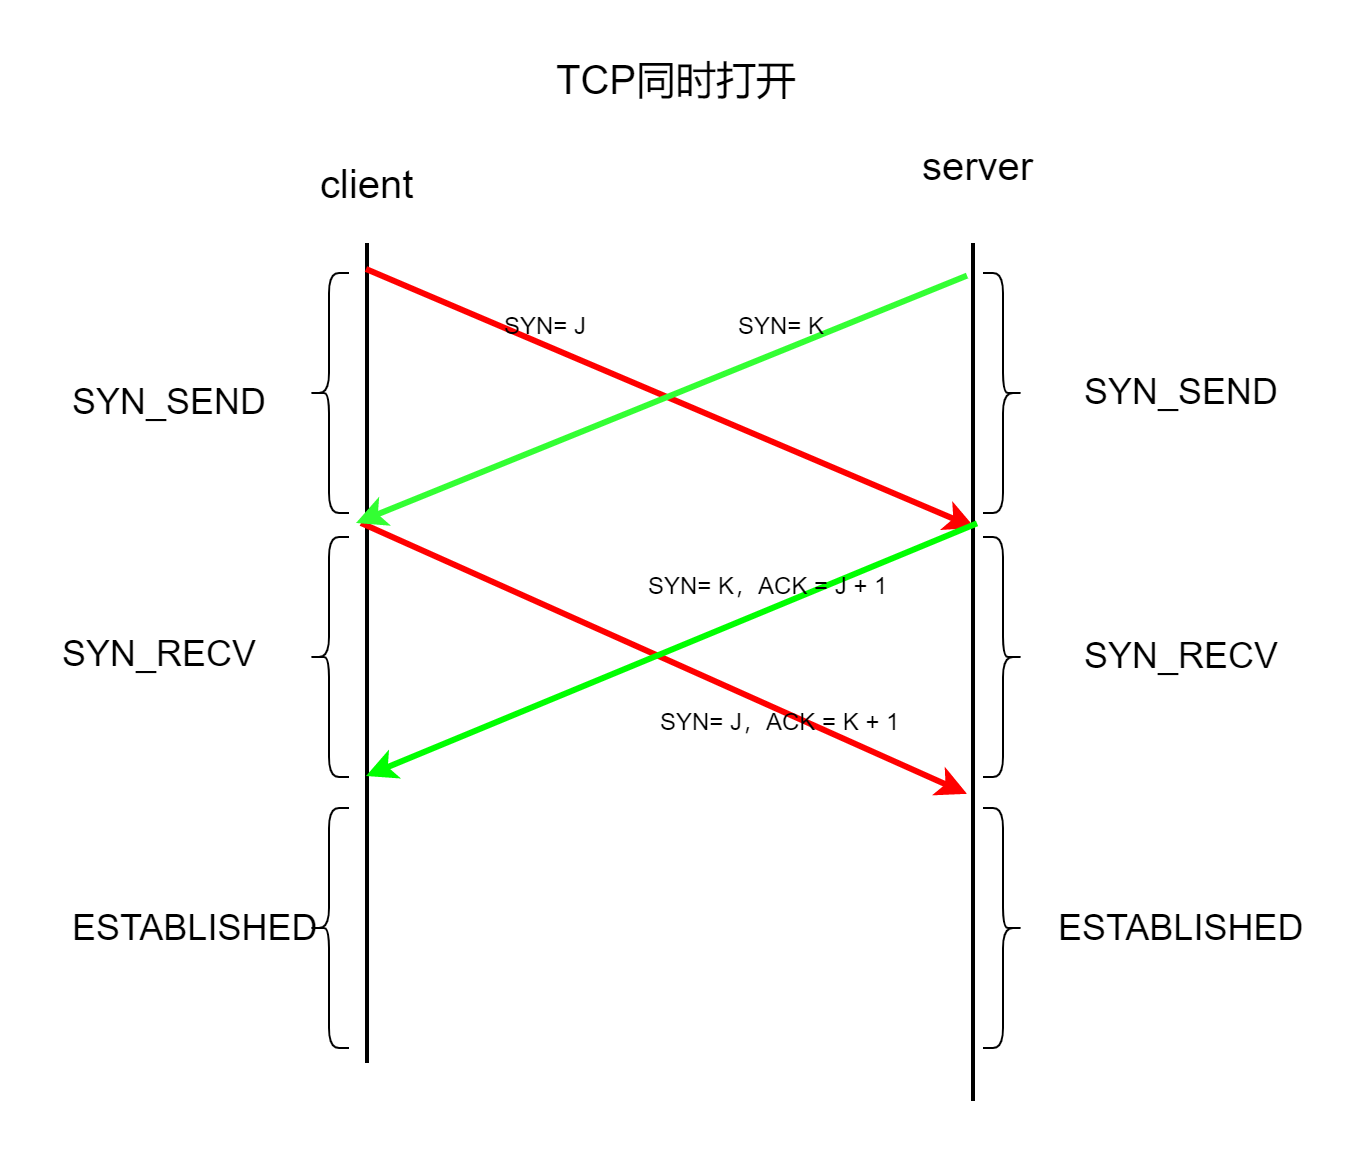 TCP同时打开
client
server
SYN= J
SYN= K
SYN_SEND
SYN_SEND
SYN= K，ACK = J + 1
SYN_RECV
SYN_RECV
SYN= J，ACK = K + 1
ESTABLISHED
ESTABLISHED